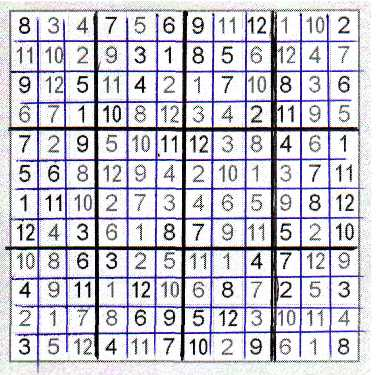 8 3 4 7 5 6 9 11 12 1 10 2
11 10 2 9 3 1 8 5 6 12 4 7
9 12 5 11 4 2 1 7 10 8 3 6
6 7 1 10 8 12 3 4 2 11 9 5
7 2 9 5 10 11 12 3 8 4 6 1
5 6 8 12 9 4 2 10 1 3 7 11
1 11 10 2 7 3 4 6 5 9 8 12
12 4 3 6 1 8 7 9 11 5 2 10
10 8 6 3 2 5 11 1 4 7 12 9
4 9 11 1 12 10 6 8 7 2 5 3
2 1 7 8 6 9 5 12 3 10 11 4
3 5 12 4 11 7 10 2 9 6 1 8